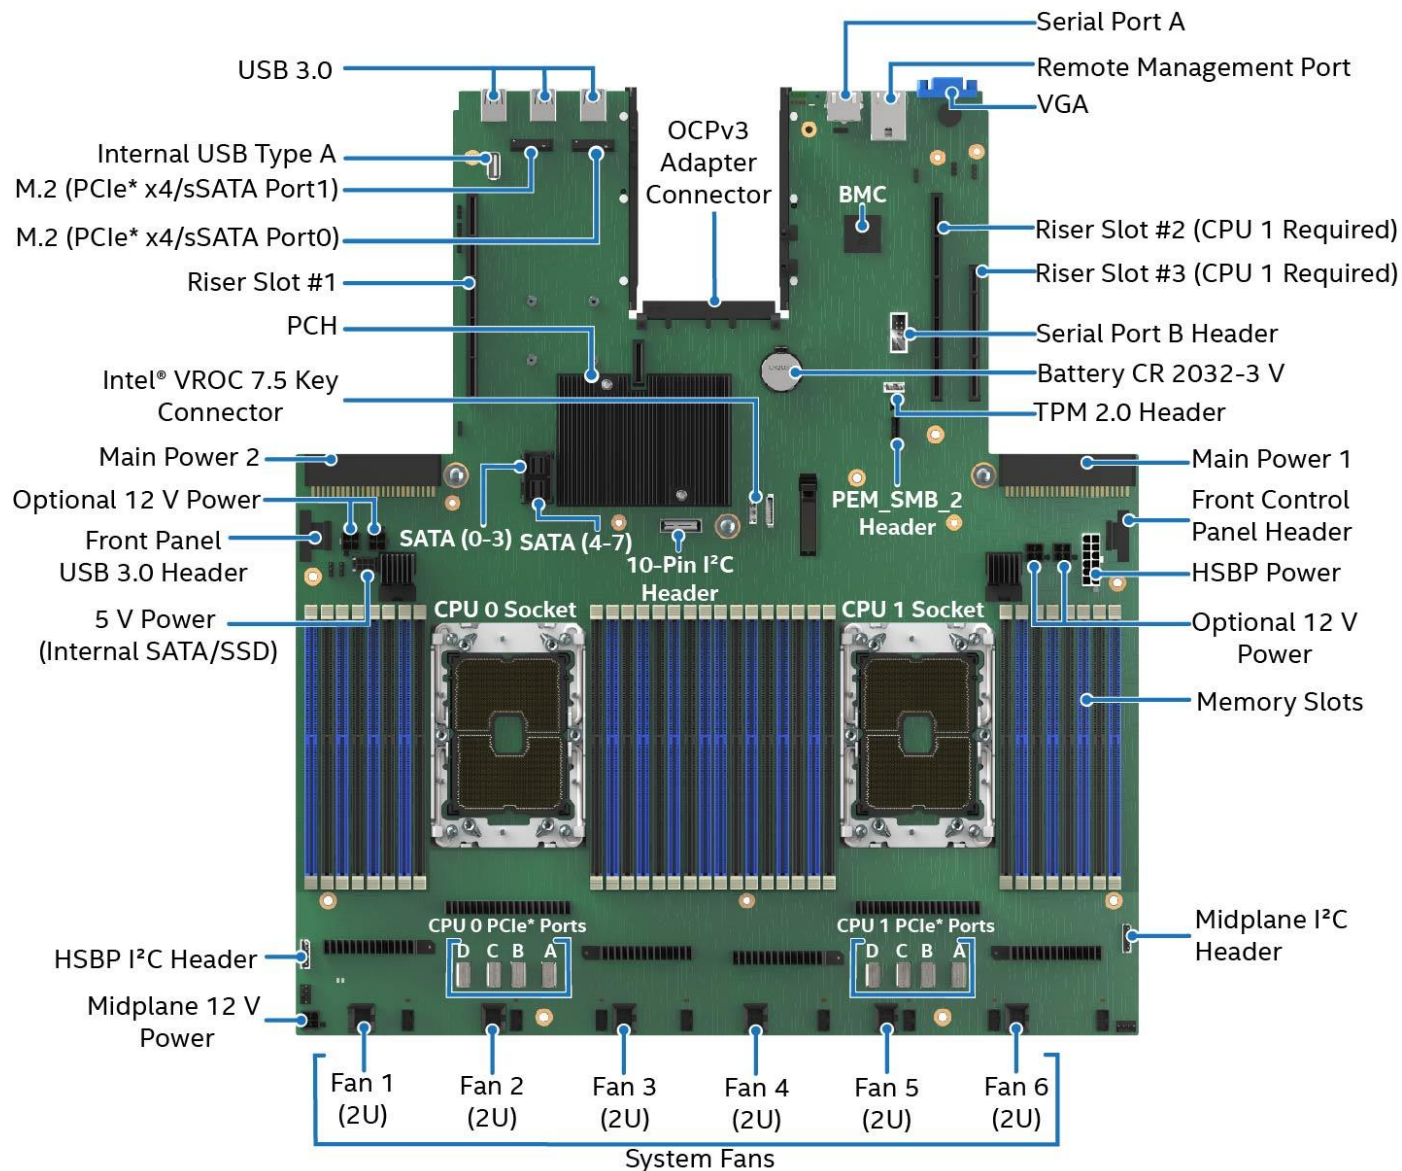 Serial Port A
USB 3.0
Remote Management Port
VGA
OCPv3
Adapter
Connector
Internal USB Type A
M.2 (PCIe* x4/sSATA Port1)
BMC
M.2 (PCIe* x4/sSATA Port0)
Riser Slot #2 (CPU 1 Required)
Riser Slot #1
Riser Slot #3 (CPU 1 Required)
PCH
Serial Port B Header
Intel® VROC 7.5 Key
Connector
Battery CR 2032-3 V
TPM 2.0 Header
Main Power 2
Main Power 1
Optional 12 V Power
PEM_SMB_2
Header
Front Control
Panel Header
Front Panel
USB 3.0 Header
SATA (0-3)
SATA (4-7)
10-Pin I²C
Header
HSBP Power
CPU 0 Socket
CPU 1 Socket
5 V Power
(Internal SATA/SSD)
Optional 12 V
Power
Memory Slots
CPU 0 PCIe* Ports
D C B A
CPU 1 PCIe* Ports
D C B A
Midplane I²C
Header
HSBP I²C Header
Midplane 12 V
Power
Fan 1
(2U)
Fan 2
(2U)
Fan 3
(2U)
Fan 4
(2U)
Fan 5
(2U)
Fan 6
(2U)
System Fans